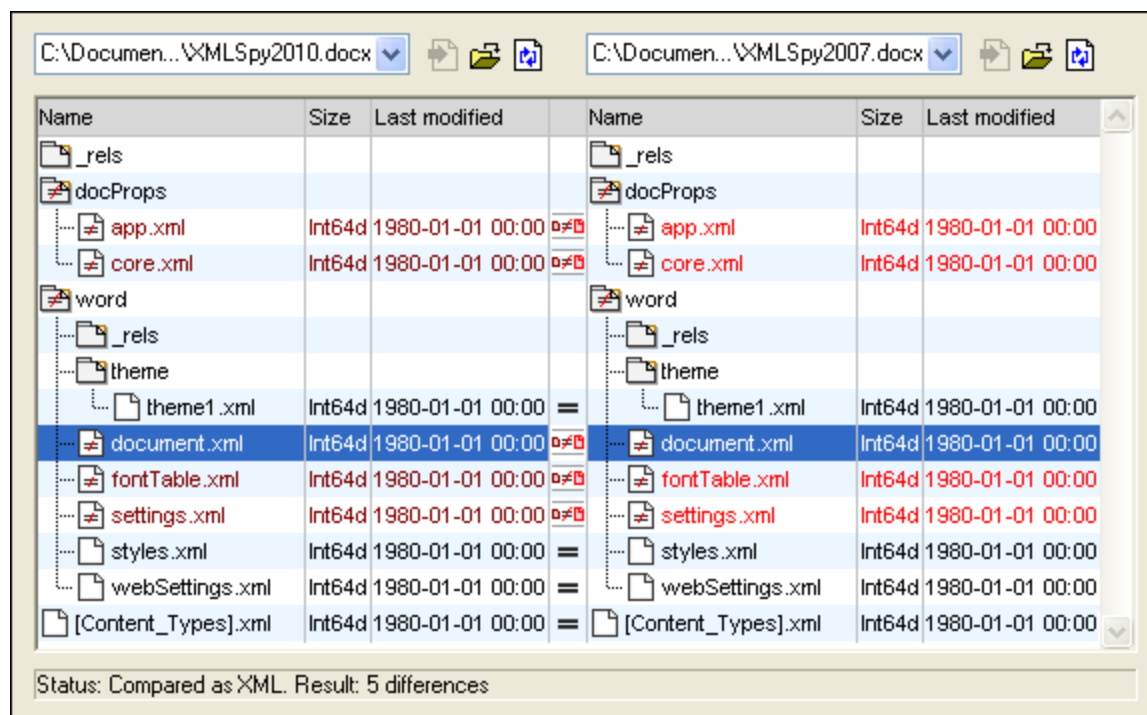 C:\Documen...\XMLSpy2010.docx C:\Documen...\XMLSpy2007.docx
Name Size Last modified Name Size Last modified
_rels _rels
docProps docProps
app.xml Int64d 1980-01-01 00:00 ≠ app.xml Int64d 1980-01-01 00:00
core.xml Int64d 1980-01-01 00:00 ≠ core.xml Int64d 1980-01-01 00:00
word word
_rels _rels
theme theme
theme1.xml Int64d 1980-01-01 00:00 = theme1.xml Int64d 1980-01-01 00:00
document.xml Int64d 1980-01-01 00:00 ≠ document.xml Int64d 1980-01-01 00:00
fontTable.xml Int64d 1980-01-01 00:00 ≠ fontTable.xml Int64d 1980-01-01 00:00
settings.xml Int64d 1980-01-01 00:00 ≠ settings.xml Int64d 1980-01-01 00:00
styles.xml Int64d 1980-01-01 00:00 = styles.xml Int64d 1980-01-01 00:00
webSettings.xml Int64d 1980-01-01 00:00 = webSettings.xml Int64d 1980-01-01 00:00
[Content_Types].xml Int64d 1980-01-01 00:00 = [Content_Types].xml Int64d 1980-01-01 00:00
Status: Compared as XML. Result: 5 differences